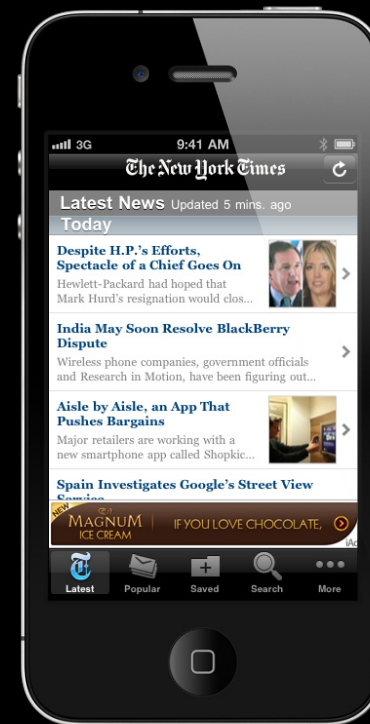 3G 9:41 AM
The New York Times
Latest News Updated 5 mins. ago
Today
Despite H.P.'s Efforts,
Spectacle of a Chief Goes On
Hewlett-Packard had hoped that
Mark Hurd's resignation would clos...
India May Soon Resolve BlackBerry
Dispute
Wireless phone companies, government officials
and Research in Motion, have been figuring out...
Aisle by Aisle, an App That
Pushes Bargains
Major retailers are working with a
new smartphone app called Shopkic...
Spain Investigates Google's Street View
Service
NEW
MAGNUM
ICE CREAM
IF YOU LOVE CHOCOLATE,
iAd
T
Latest Popular Saved Search More